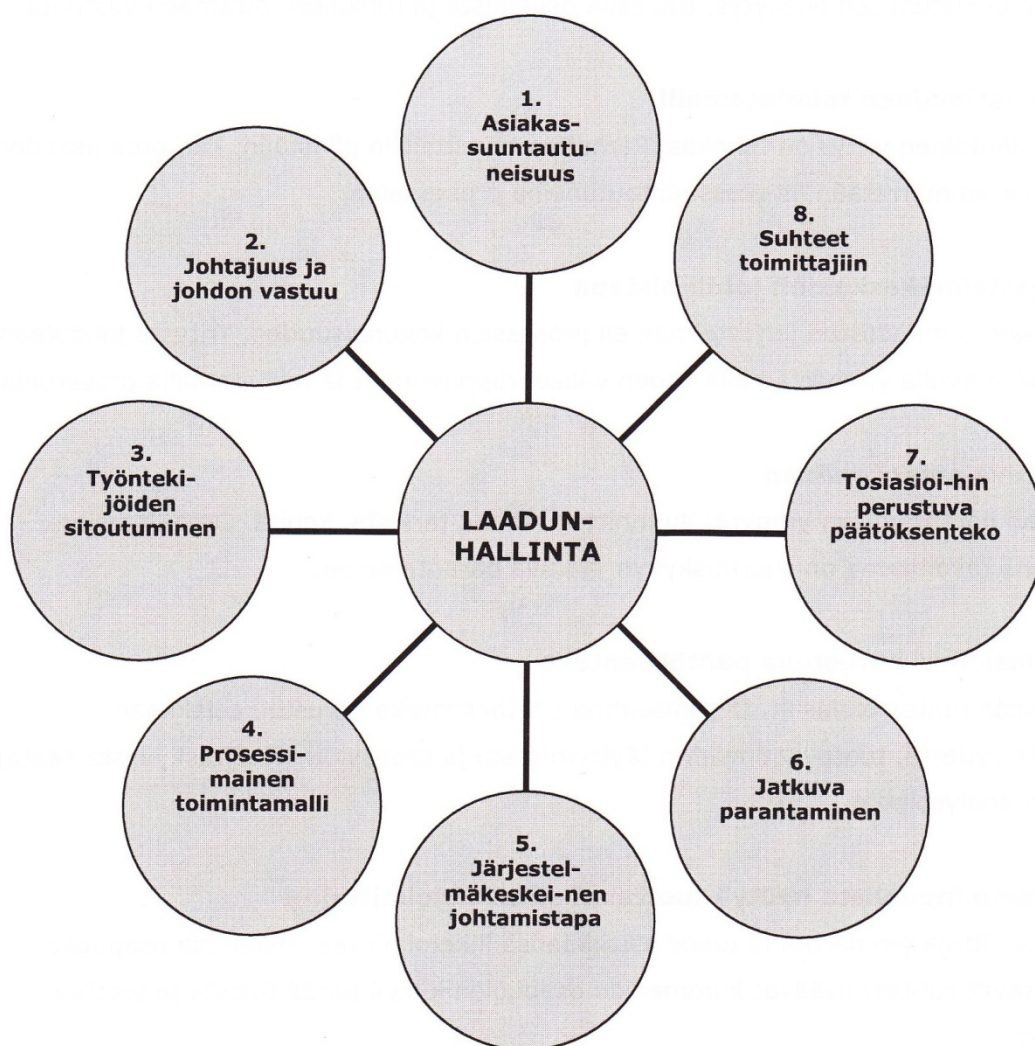 1.
Asiakas-
suuntautu-
neisuus
2.
Johtajuus ja
johdon vastuu
8.
Suhteet
toimittajiin
3.
Työnteki-
jöiden
sitoutuminen
LAADUN-
HALLINTA
7.
Tosiasioi-hin
perustuva
päätöksenteko
4.
Prosessi-
mainen
toimintamalli
6.
Jatkuva
parantaminen
5.
Järjestel-
mäkeskei-nen
johtamistapa